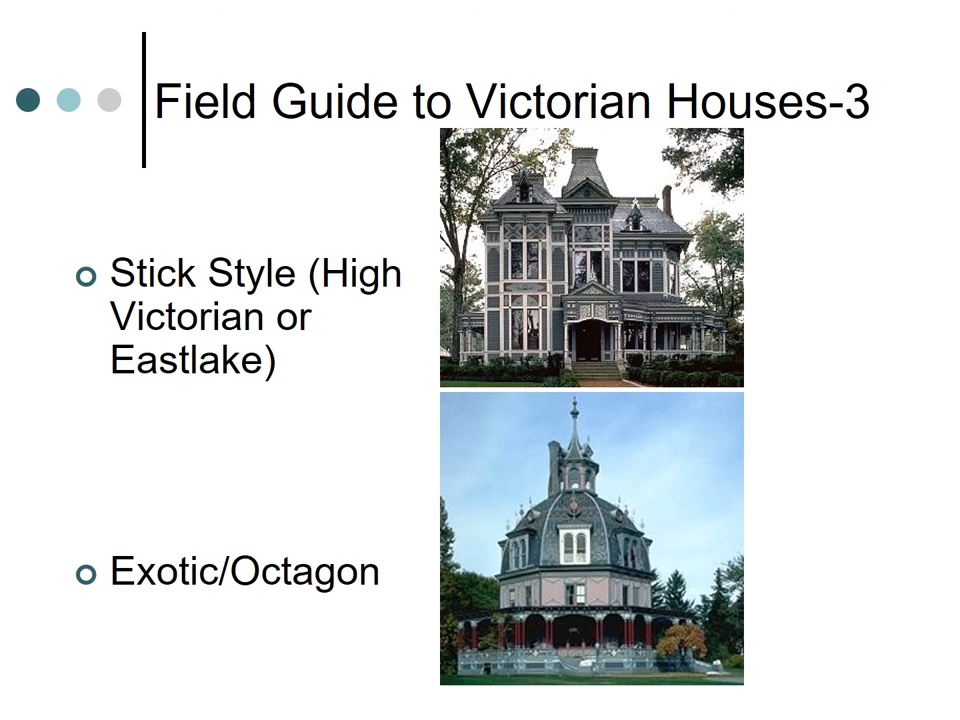 Field Guide to Victorian Houses-3
Stick Style (High
Victorian or
Eastlake)
Exotic/Octagon